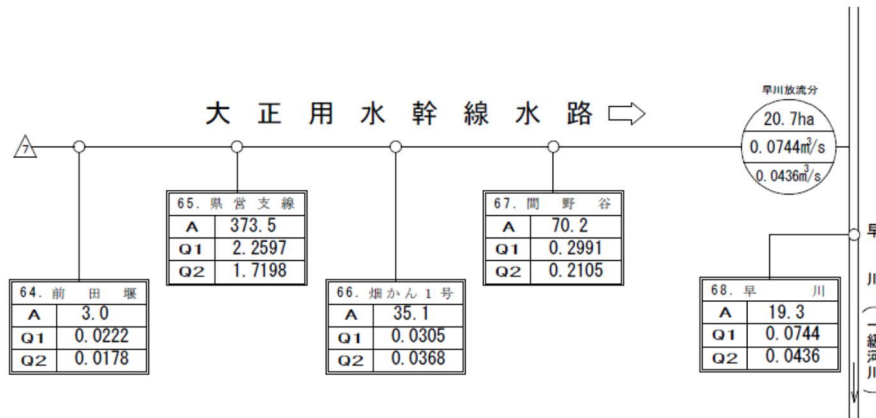 早川放流分
20.7ha
0.0744m³/s
0.0436m³/s
大正用水幹線水路
7
65. 県営支線
A 373.5
Q1 2.2597
Q2 1.7198
67. 間野谷
A 70.2
Q1 0.2991
Q2 0.2105
64. 前田堰
A 3.0
Q1 0.0222
Q2 0.0178
66. 畑かん1号
A 35.1
Q1 0.0305
Q2 0.0368
68. 早川
A 19.3
Q1 0.0744
Q2 0.0436
早川(一級河川